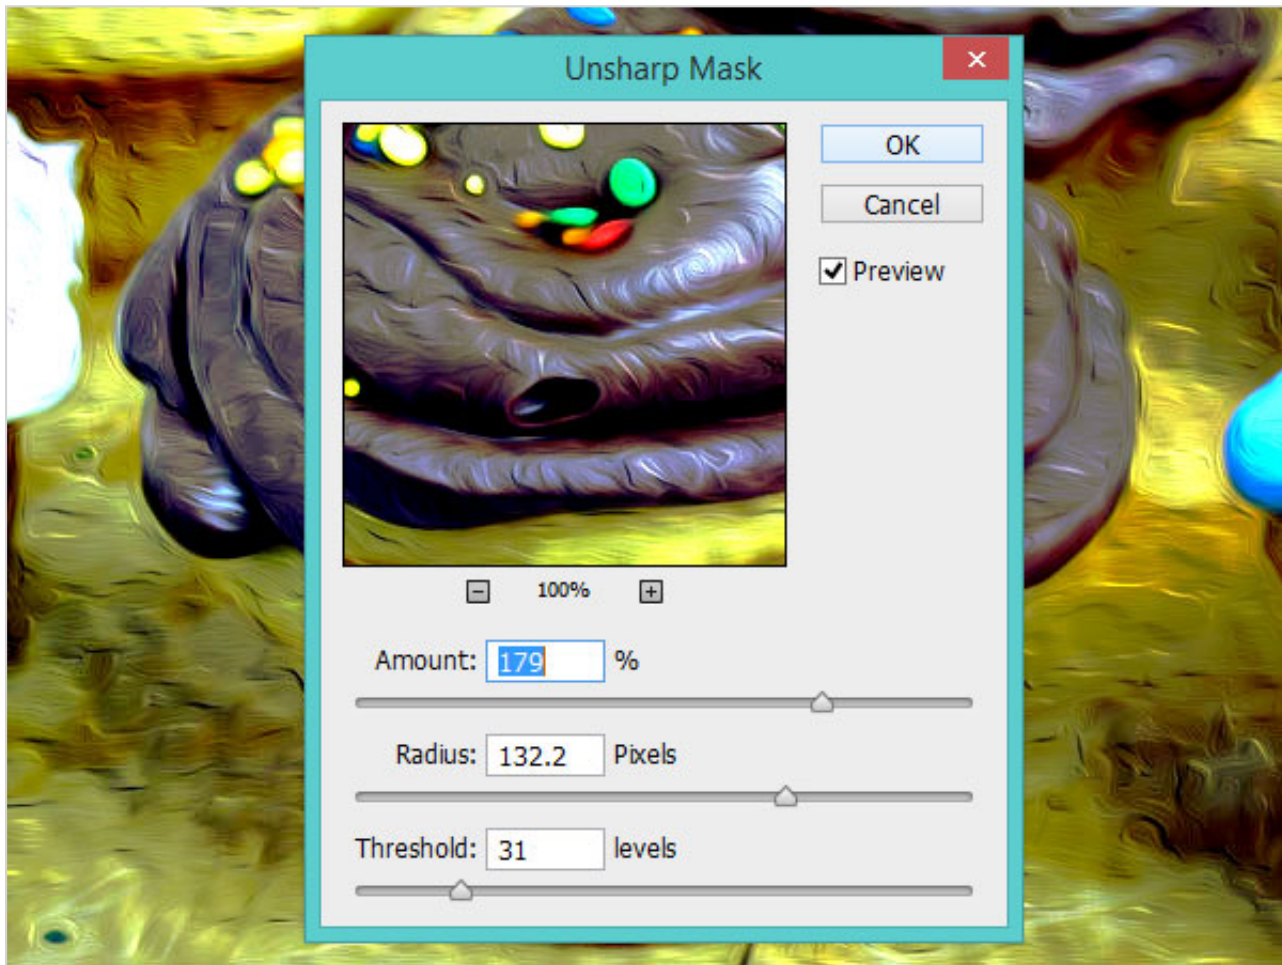 Unsharp Mask
OK
Cancel
Preview
100%
Amount: 179 %
Radius: 132.2 Pixels
Threshold: 31 levels